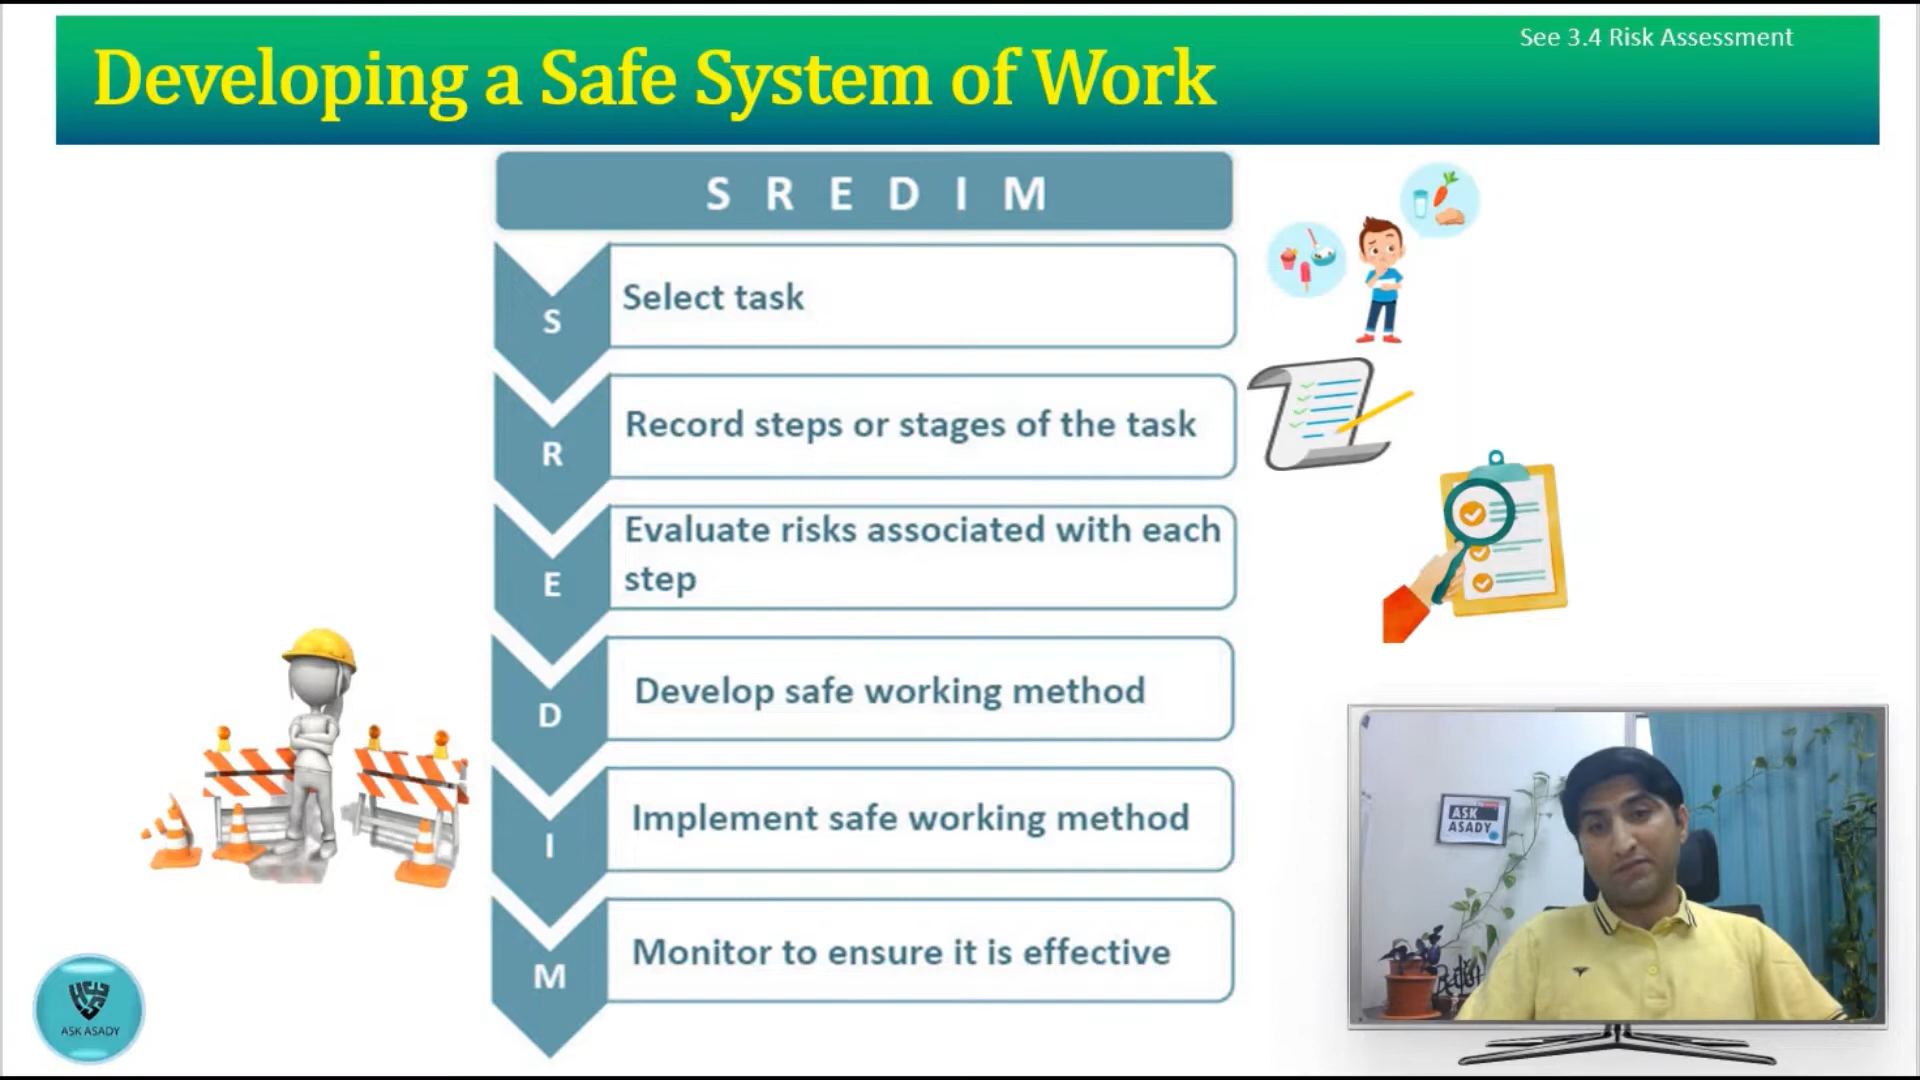 See 3.4 Risk Assessment
Developing a Safe System of Work
S R E D I M
S
Select task
R
Record steps or stages of the task
E
Evaluate risks associated with each
step
D
Develop safe working method
I
Implement safe working method
M
Monitor to ensure it is effective
ASK
ASADY
ASK ASADY